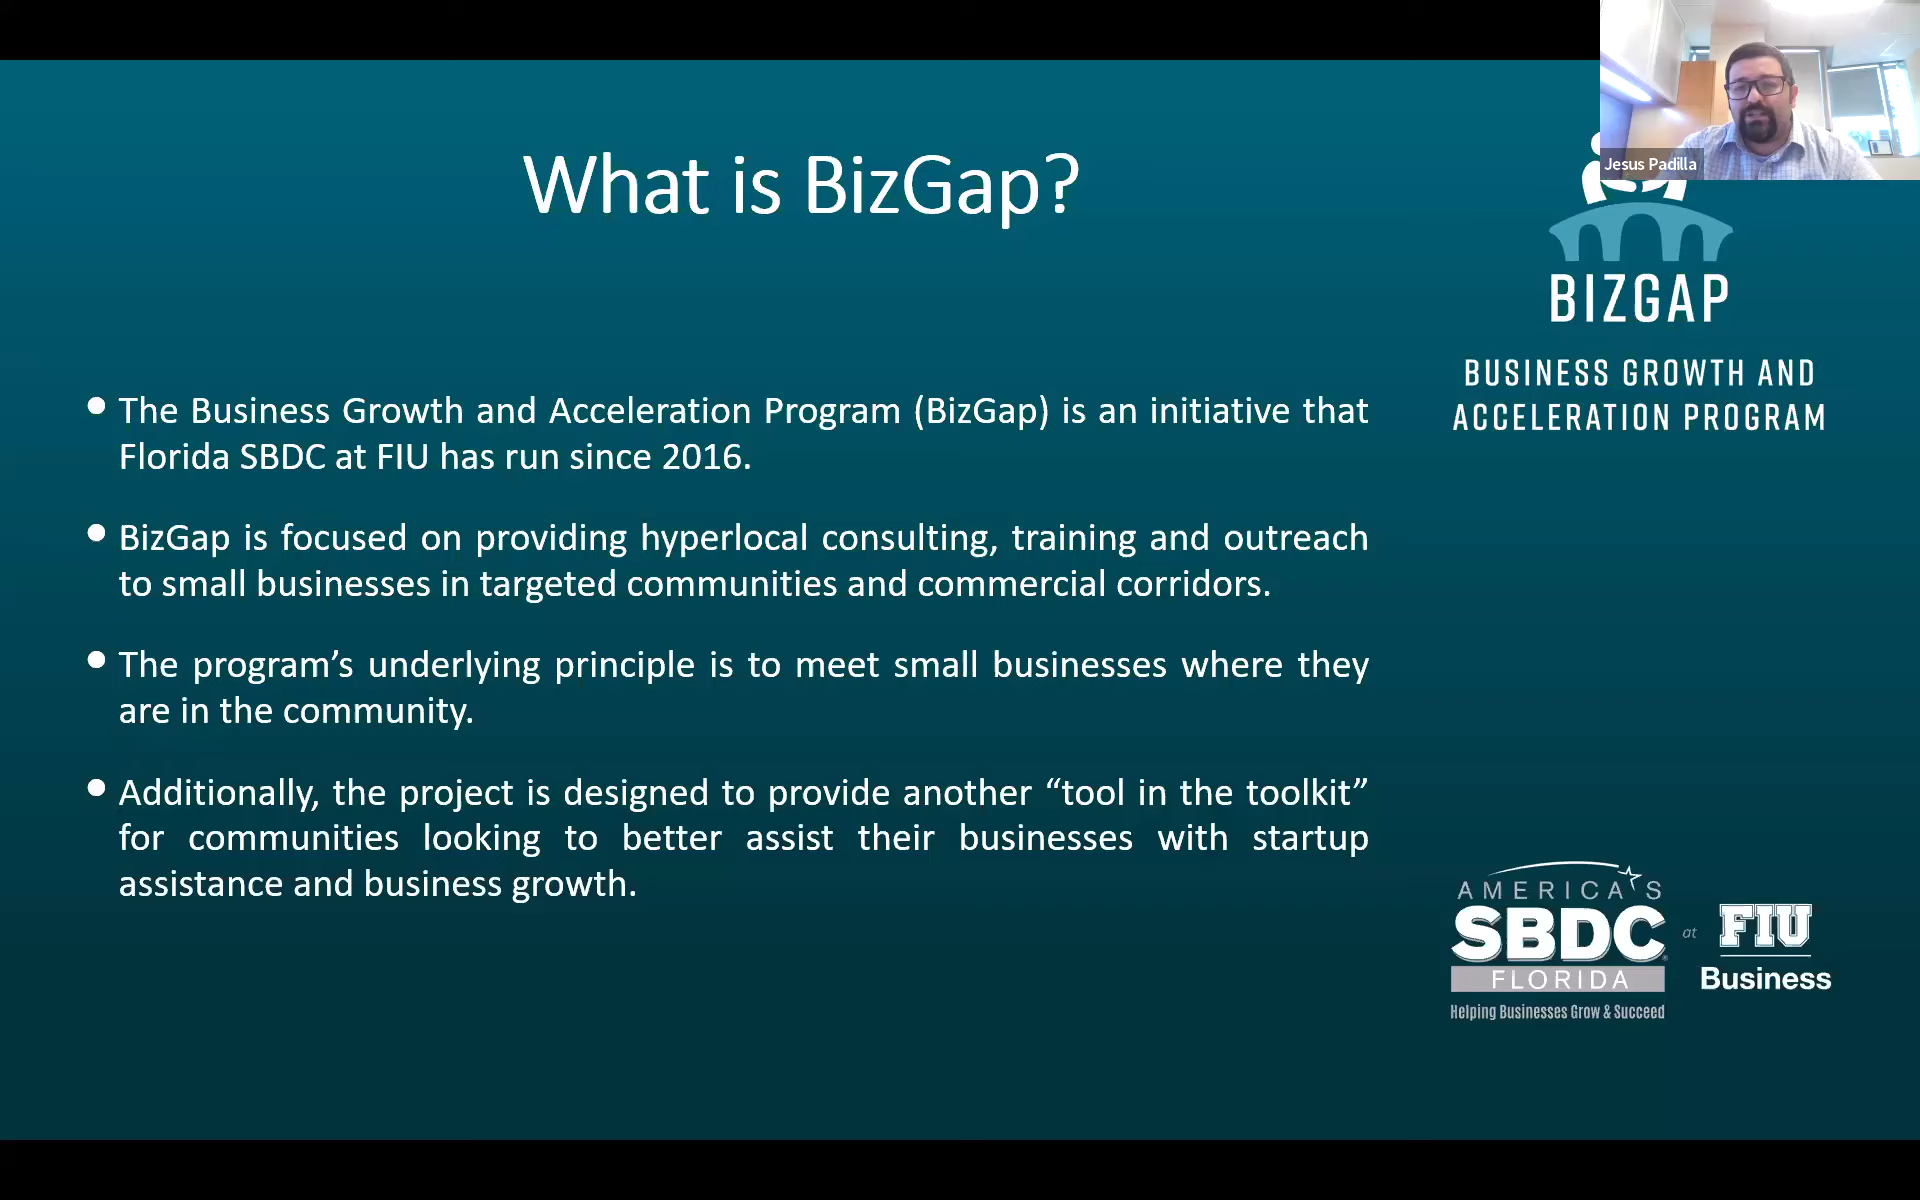 Jesus Padilla
What is BizGap?
BIZGAP
BUSINESS GROWTH AND
ACCELERATION PROGRAM
• The Business Growth and Acceleration Program (BizGap) is an initiative that
Florida SBDC at FIU has run since 2016.
• BizGap is focused on providing hyperlocal consulting, training and outreach
to small businesses in targeted communities and commercial corridors.
• The program’s underlying principle is to meet small businesses where they
are in the community.
• Additionally, the project is designed to provide another “tool in the toolkit”
for communities looking to better assist their businesses with startup
assistance and business growth.
AMERICA'S
SBDC
FLORIDA
Helping Businesses Grow & Succeed
at
FIU
Business